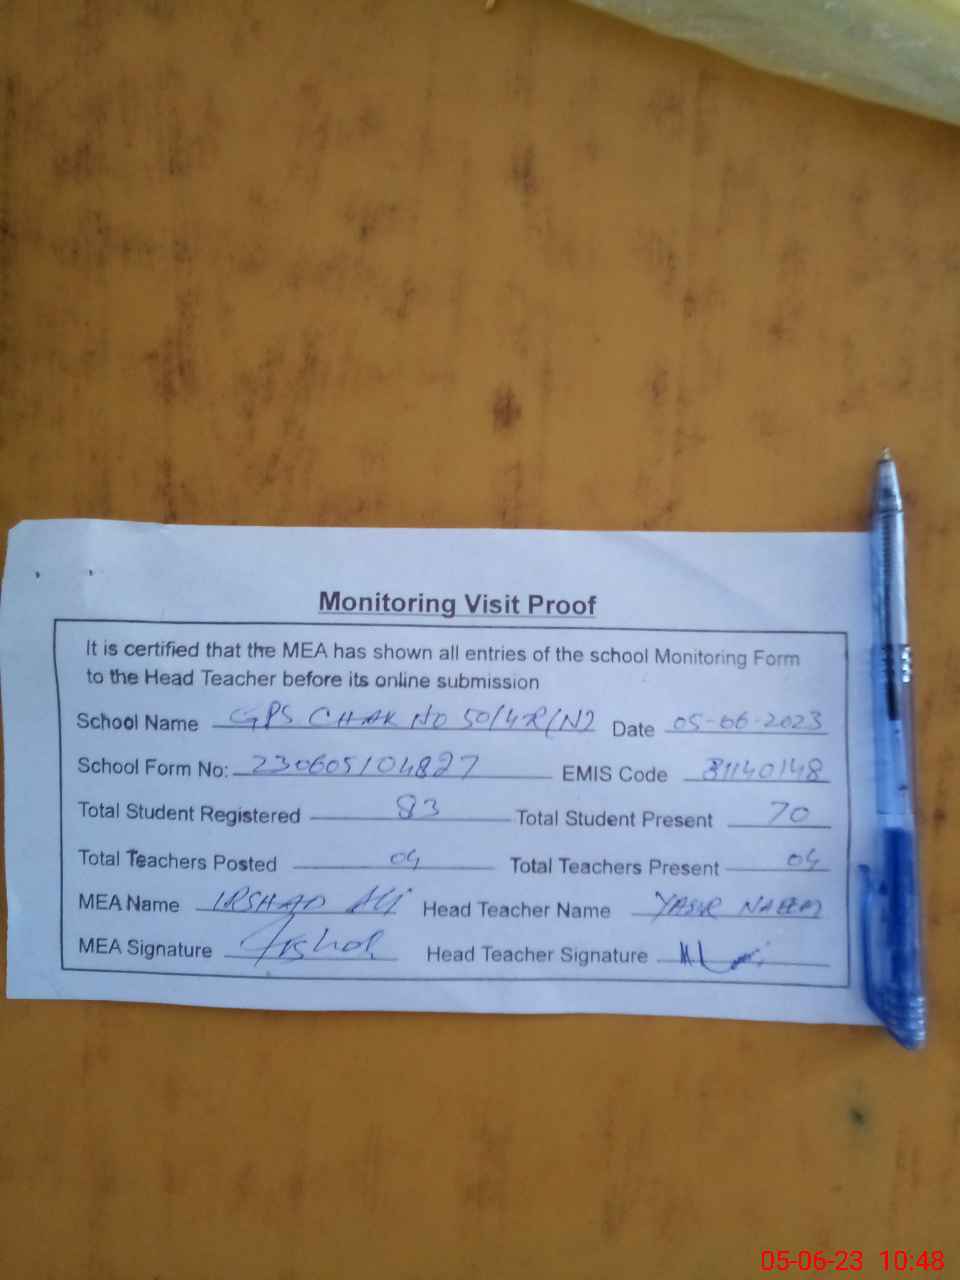 Monitoring Visit Proof
It is certified that the MEA has shown all entries of the school Monitoring Form
to the Head Teacher before its online submission
School Name GPS CHAK NO 50/4R(N) Date 05-06-2023
School Form No: 230605104827 EMIS Code 31140148
Total Student Registered 83 Total Student Present 70
Total Teachers Posted 04 Total Teachers Present 04
MEA Name IRSHAD Ali Head Teacher Name YASIR NAEEM
MEA Signature Irshad Head Teacher Signature
05-06-23 10:48